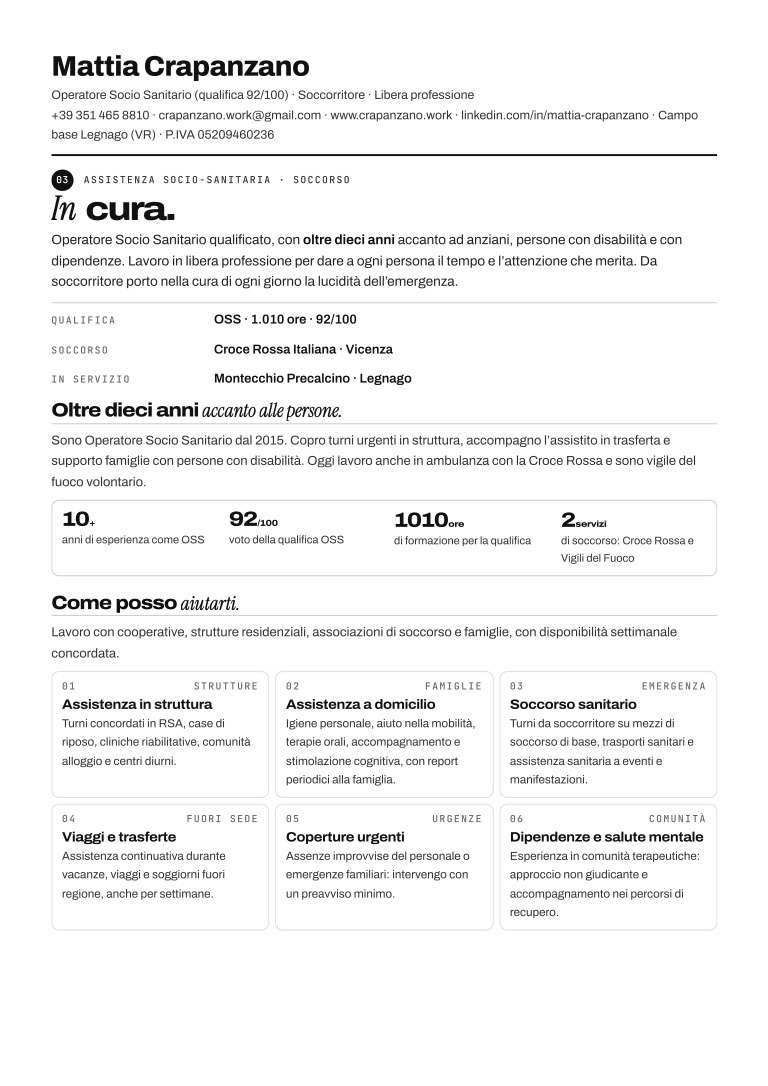 Mattia Crapanzano
Operatore Socio Sanitario (qualifica 92/100) · Soccorritore · Libera professione
+39 351 465 8810 · crapanzano.work@gmail.com · www.crapanzano.work · linkedin.com/in/mattia-crapanzano · Campo
base Legnago (VR) · P.IVA 05209460236
03 ASSISTENZA SOCIO-SANITARIA · SOCCORSO
In cura.
Operatore Socio Sanitario qualificato, con oltre dieci anni accanto ad anziani, persone con disabilità e con
dipendenze. Lavoro in libera professione per dare a ogni persona il tempo e l’attenzione che merita. Da
soccorritore porto nella cura di ogni giorno la lucidità dell’emergenza.
QUALIFICA OSS · 1.010 ore · 92/100
SOCCORSO Croce Rossa Italiana · Vicenza
IN SERVIZIO Montecchio Precalcino · Legnago
Oltre dieci anni accanto alle persone.
Sono Operatore Socio Sanitario dal 2015. Copro turni urgenti in struttura, accompagno l’assistito in trasferta e
supporto famiglie con persone con disabilità. Oggi lavoro anche in ambulanza con la Croce Rossa e sono vigile del
fuoco volontario.
10+
anni di esperienza come OSS
92/100
voto della qualifica OSS
1010ore
di formazione per la qualifica
2servizi
di soccorso: Croce Rossa e
Vigili del Fuoco
Come posso aiutarti.
Lavoro con cooperative, strutture residenziali, associazioni di soccorso e famiglie, con disponibilità settimanale
concordata.
01 STRUTTURE
Assistenza in struttura
Turni concordati in RSA, case di
riposo, cliniche riabilitative, comunità
alloggio e centri diurni.
02 FAMIGLIE
Assistenza a domicilio
Igiene personale, aiuto nella mobilità,
terapie orali, accompagnamento e
stimolazione cognitiva, con report
periodici alla famiglia.
03 EMERGENZA
Soccorso sanitario
Turni da soccorritore su mezzi di
soccorso di base, trasporti sanitari e
assistenza sanitaria a eventi e
manifestazioni.
04 FUORI SEDE
Viaggi e trasferte
Assistenza continuativa durante
vacanze, viaggi e soggiorni fuori
regione, anche per settimane.
05 URGENZE
Coperture urgenti
Assenze improvvise del personale o
emergenze familiari: intervengo con
un preavviso minimo.
06 COMUNITÀ
Dipendenze e salute mentale
Esperienza in comunità terapeutiche:
approccio non giudicante e
accompagnamento nei percorsi di
recupero.